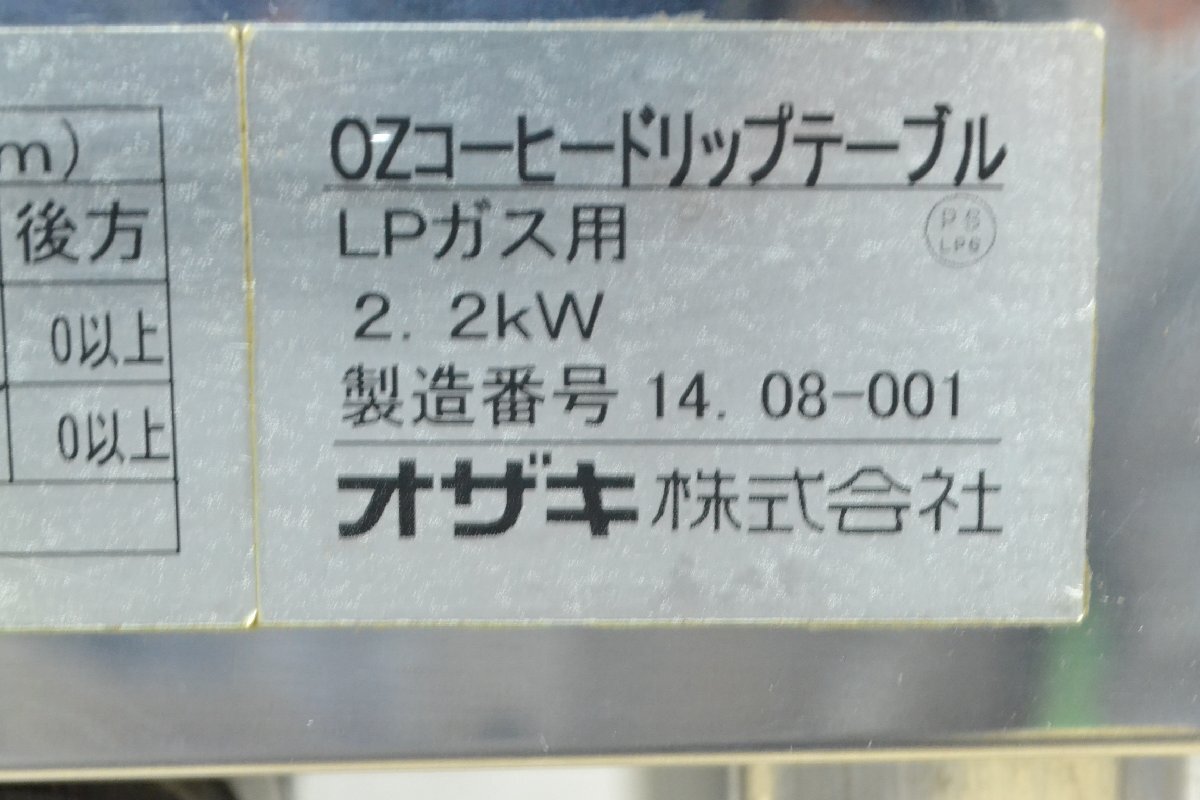 m)
後方
0以上
0以上
OZコーヒードリップテーブル
LPガス用
PS
LP6
2.2kW
製造番号 14.08-001
オザキ株式会社